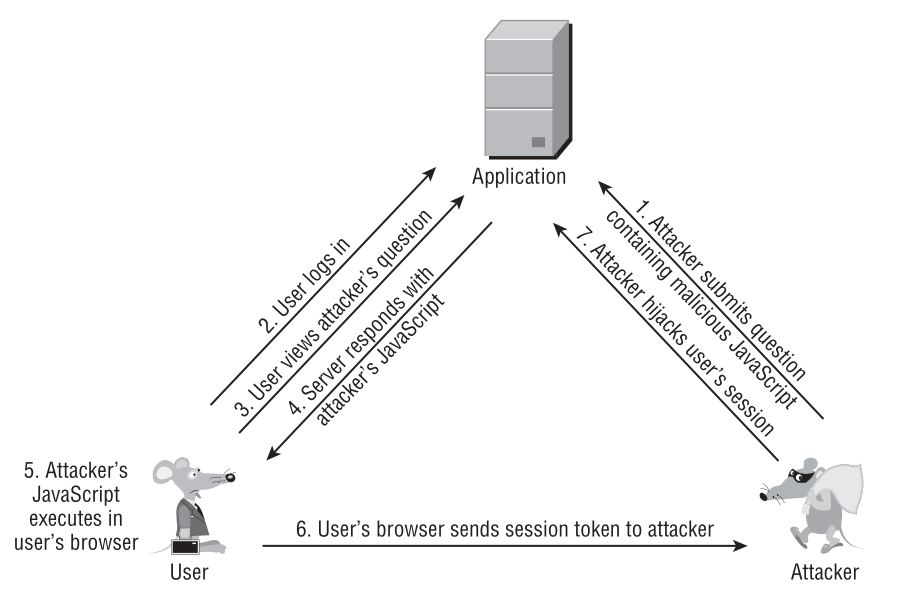 Application
1. Attacker submits question
containing malicious JavaScript
2. User logs in
3. User views attacker's question
4. Server responds with
attacker's JavaScript
5. Attacker's
JavaScript
executes in
user's browser
6. User's browser sends session token to attacker
7. Attacker hijacks user's session
User
Attacker